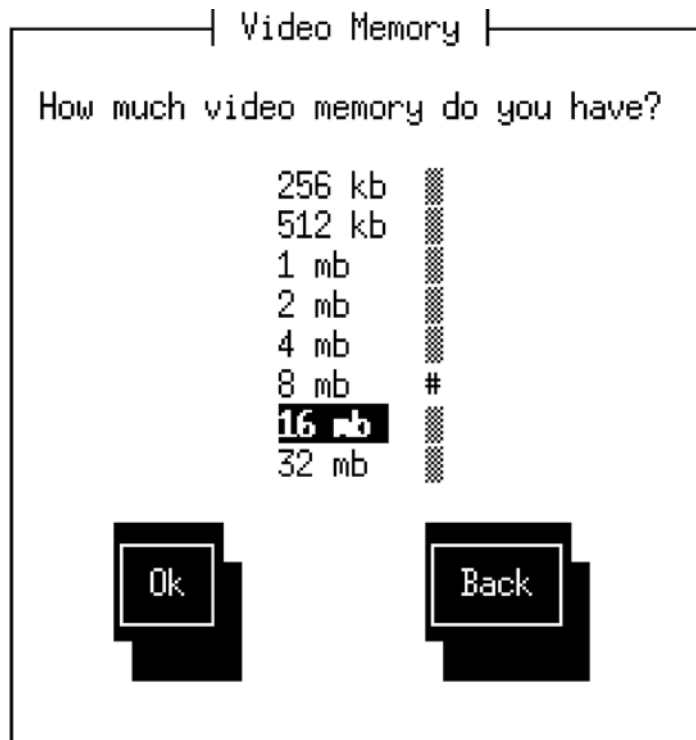 Video Memory
How much video memory do you have?
256 kb
512 kb
1 mb
2 mb
4 mb
8 mb #
16 mb
32 mb
Ok Back